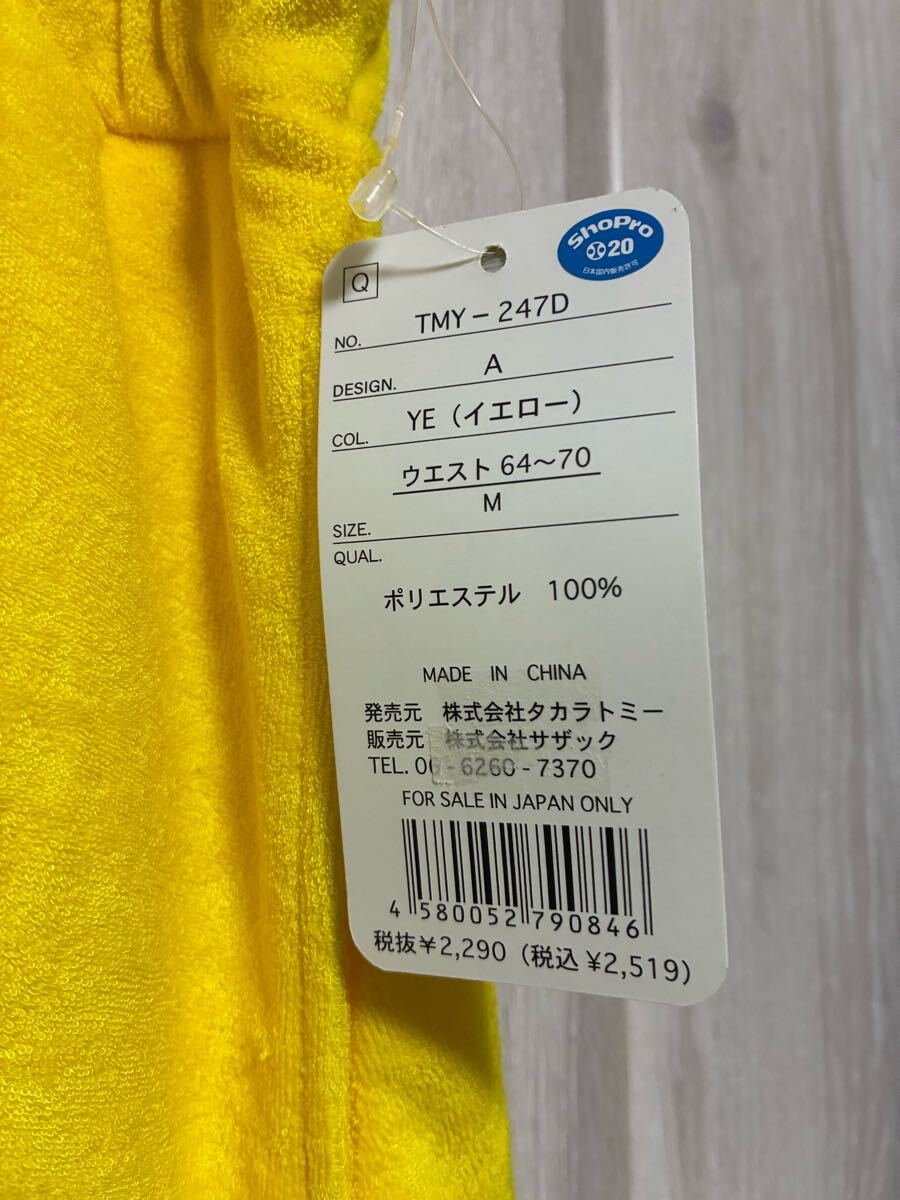 ShoPro
20
日本国内販売許可
Q
NO. TMY-247D
DESIGN. A
COL. YE（イエロー）
ウエスト 64〜70
SIZE. M
QUAL.
ポリエステル 100%
MADE IN CHINA
発売元 株式会社タカラトミー
販売元 株式会社サザック
TEL. 06-6260-7370
FOR SALE IN JAPAN ONLY
4 580052 790846
税抜¥2,290（税込¥2,519）